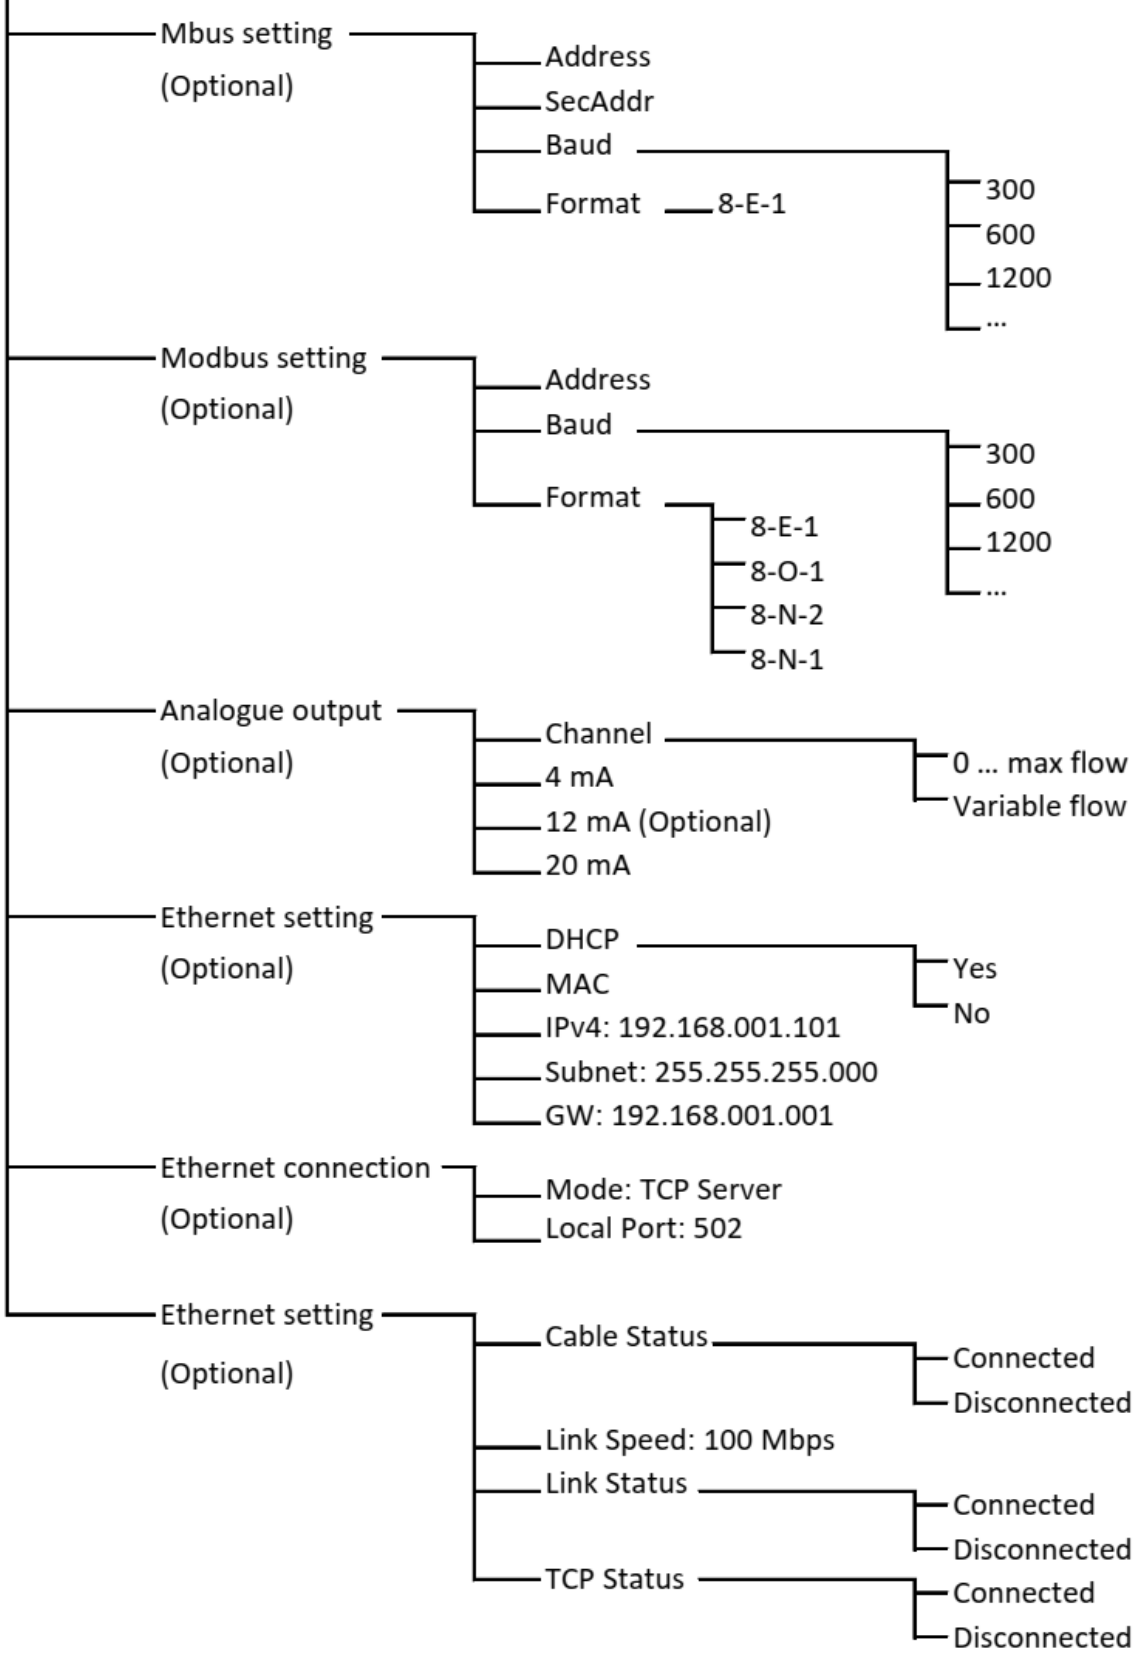 Mbus setting
(Optional)
Address
SecAddr
Baud
300
600
1200
...
Format
8-E-1
Modbus setting
(Optional)
Address
Baud
300
600
1200
...
Format
8-E-1
8-O-1
8-N-2
8-N-1
Analogue output
(Optional)
Channel
0 ... max flow
Variable flow
4 mA
12 mA (Optional)
20 mA
Ethernet setting
(Optional)
DHCP
Yes
No
MAC
IPv4: 192.168.001.101
Subnet: 255.255.255.000
GW: 192.168.001.001
Ethernet connection
(Optional)
Mode: TCP Server
Local Port: 502
Ethernet setting
(Optional)
Cable Status
Connected
Disconnected
Link Speed: 100 Mbps
Link Status
Connected
Disconnected
TCP Status
Connected
Disconnected